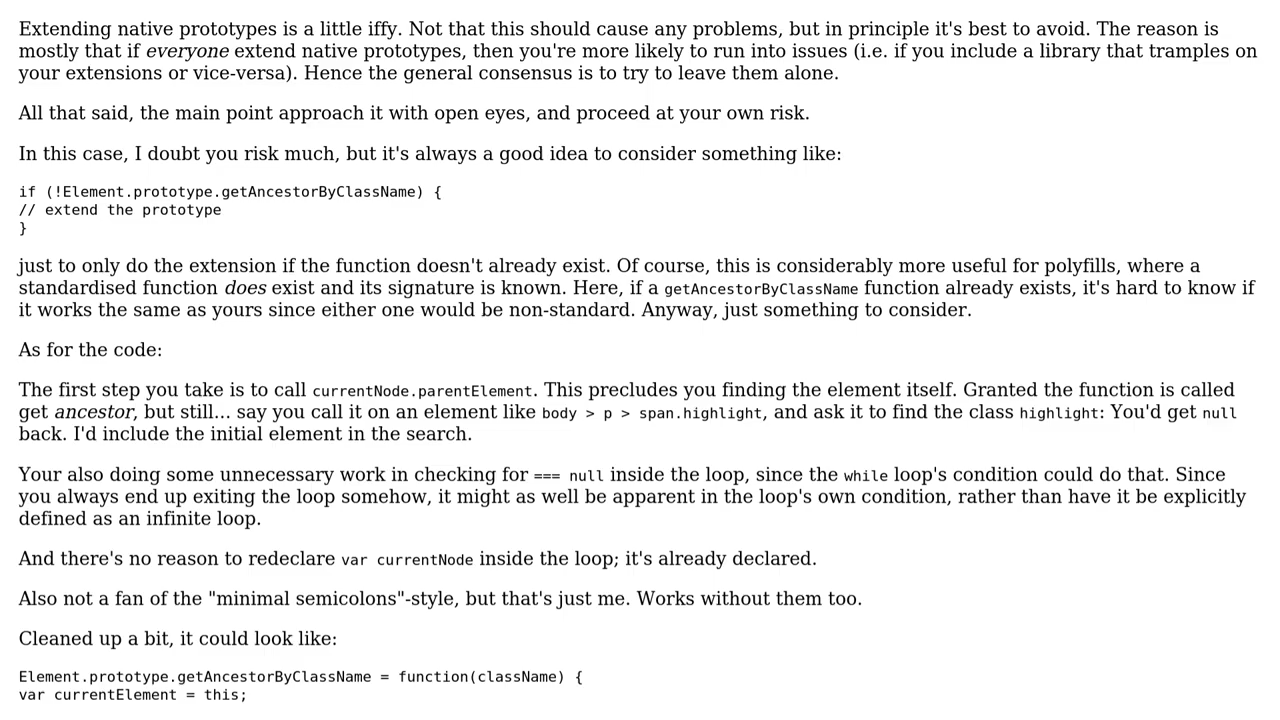 Extending native prototypes is a little iffy. Not that this should cause any problems, but in principle it's best to avoid. The reason is
mostly that if everyone extend native prototypes, then you're more likely to run into issues (i.e. if you include a library that tramples on
your extensions or vice-versa). Hence the general consensus is to try to leave them alone.
All that said, the main point approach it with open eyes, and proceed at your own risk.
In this case, I doubt you risk much, but it's always a good idea to consider something like:
if (!Element.prototype.getAncestorByClassName) {
// extend the prototype
}
just to only do the extension if the function doesn't already exist. Of course, this is considerably more useful for polyfills, where a
standardised function does exist and its signature is known. Here, if a getAncestorByClassName function already exists, it's hard to know if
it works the same as yours since either one would be non-standard. Anyway, just something to consider.
As for the code:
The first step you take is to call currentNode.parentElement. This precludes you finding the element itself. Granted the function is called
get ancestor, but still... say you call it on an element like body > p > span.highlight, and ask it to find the class highlight: You'd get null
back. I'd include the initial element in the search.
Your also doing some unnecessary work in checking for === null inside the loop, since the while loop's condition could do that. Since
you always end up exiting the loop somehow, it might as well be apparent in the loop's own condition, rather than have it be explicitly
defined as an infinite loop.
And there's no reason to redeclare var currentNode inside the loop; it's already declared.
Also not a fan of the "minimal semicolons"-style, but that's just me. Works without them too.
Cleaned up a bit, it could look like:
Element.prototype.getAncestorByClassName = function(className) {
var currentElement = this;